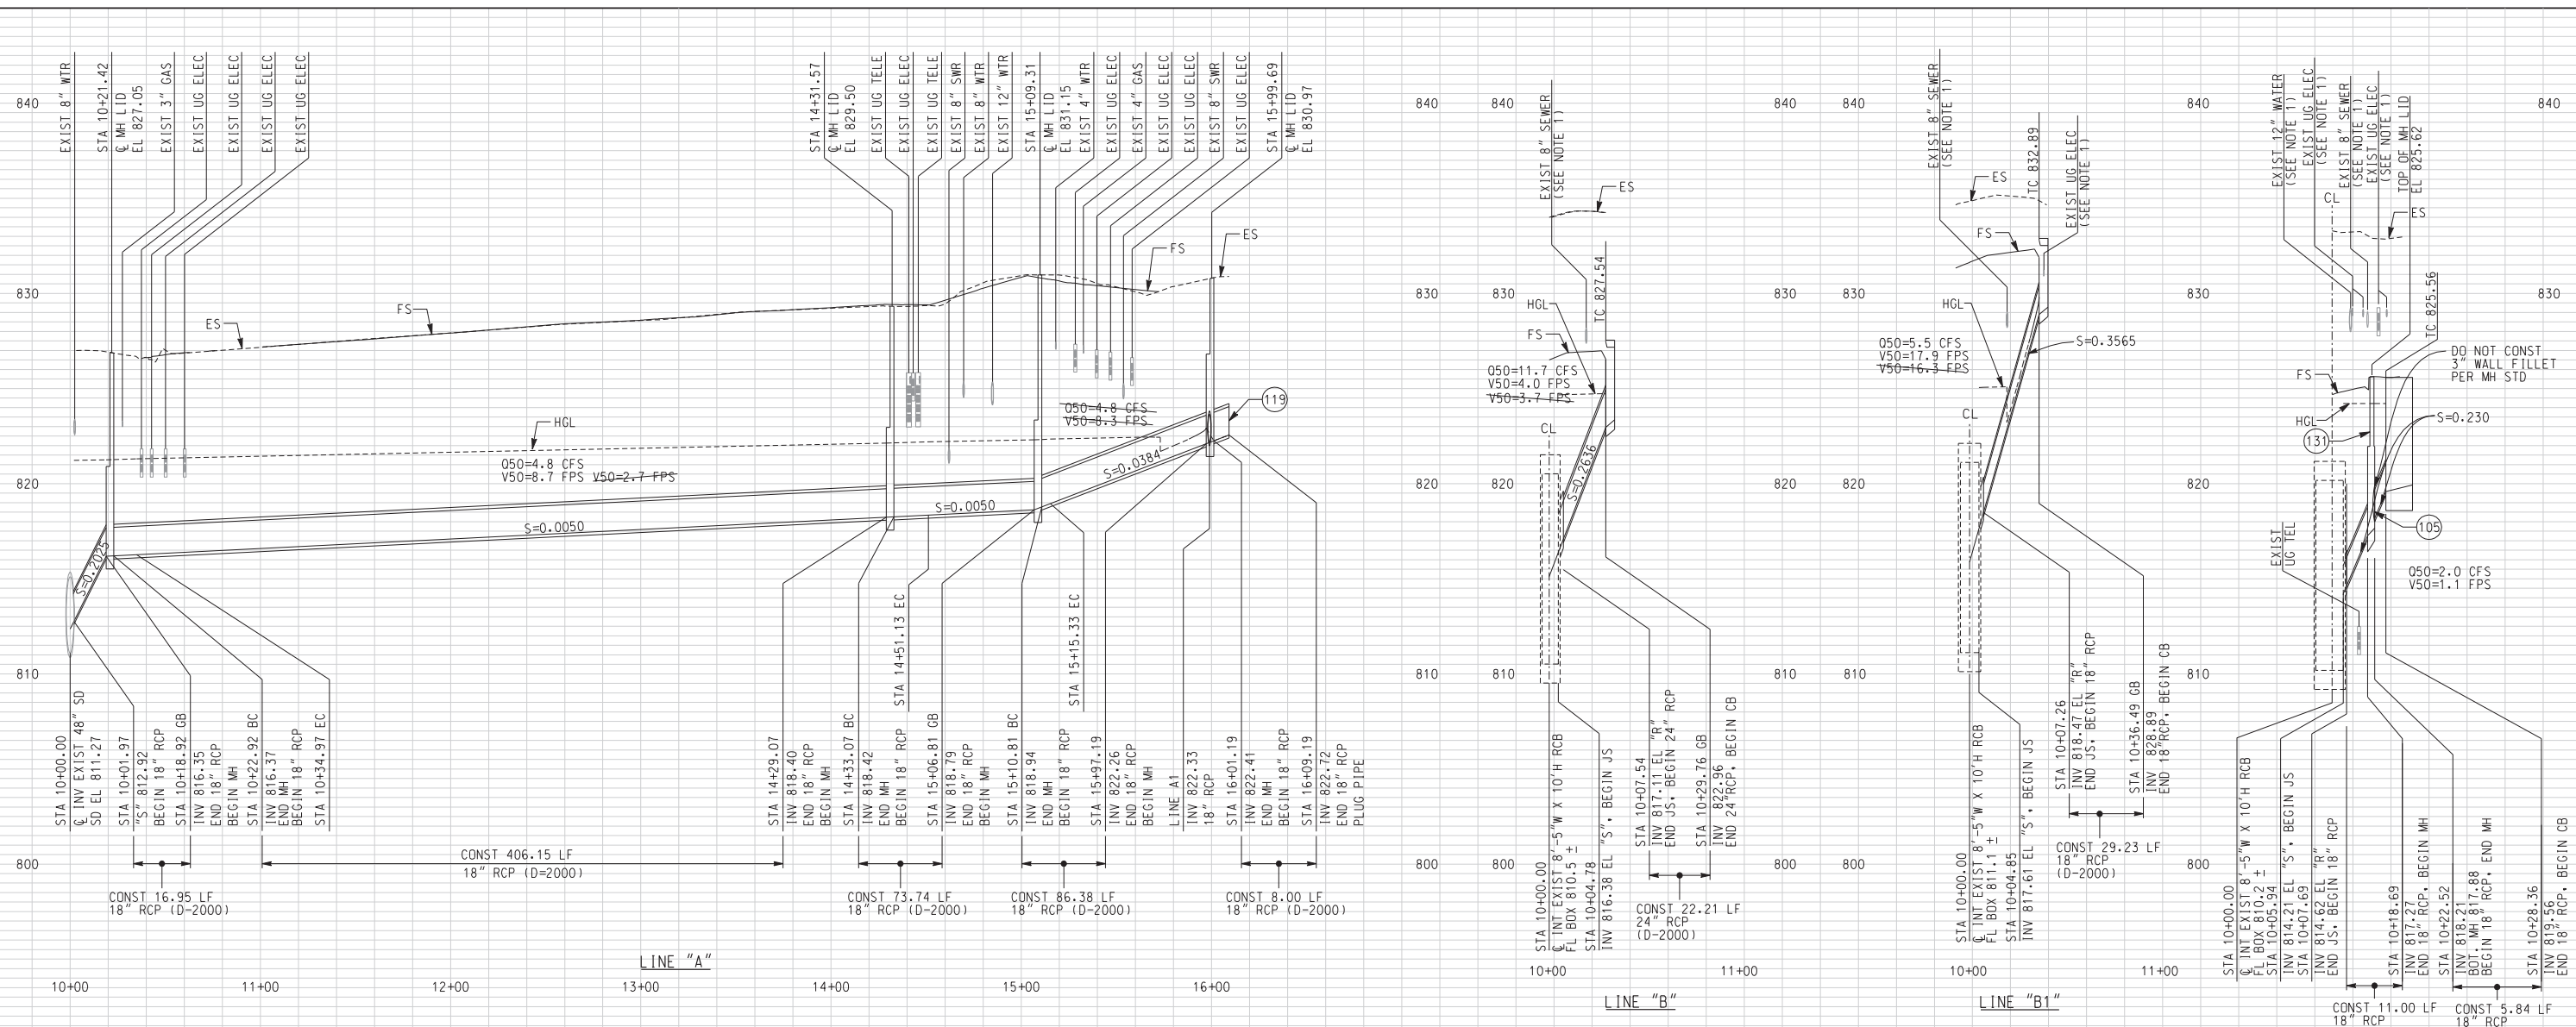 EXIST 8" WTR
STA 10+21.42
℄ MH LID
EL 827.05
EXIST 3" GAS
EXIST UG ELEC
EXIST UG ELEC
EXIST UG ELEC
EXIST UG ELEC
STA 14+31.57
℄ MH LID
EL 829.50
EXIST UG TELE
EXIST UG ELEC
EXIST UG TELE
EXIST 8" SWR
EXIST 8" WTR
EXIST 12" WTR
STA 15+09.31
℄ MH LID
EL 831.15
EXIST 4" WTR
EXIST UG ELEC
EXIST 4" GAS
EXIST UG ELEC
EXIST UG ELEC
EXIST 8" SWR
EXIST UG ELEC
STA 15+99.69
℄ MH LID
EL 830.97
840
830
820
810
800
840
830
820
810
800
ES
FS
FS
ES
HGL
Q50=4.8 CFS
V50=8.7 FPS V50=2.7 FPS
Q50=4.8 CFS
V50=8.3 FPS
119
S=0.2025
S=0.0050
S=0.0050
S=0.0384
STA 10+00.00
℄ INV EXIST 48" SD
SD EL 811.27
STA 10+01.97
"S" 812.92
BEGIN 18" RCP
STA 10+18.92 GB
INV 816.35
END 18" RCP
BEGIN MH
STA 10+22.92 BC
INV 816.37
END MH
BEGIN 18" RCP
STA 10+34.97 EC
STA 14+29.07
INV 818.40
END 18" RCP
BEGIN MH
STA 14+33.07 BC
INV 818.42
END MH
BEGIN 18" RCP
STA 14+51.13 EC
STA 15+06.81 GB
INV 818.79
END 18" RCP
BEGIN MH
STA 15+10.81 BC
INV 818.94
END MH
BEGIN 18" RCP
STA 15+15.33 EC
STA 15+97.19
INV 822.26
END 18" RCP
BEGIN MH
LINE A1
INV 822.33
18" RCP
STA 16+01.19
INV 822.41
END MH
BEGIN 18" RCP
STA 16+09.19
INV 822.72
END 18" RCP
PLUG PIPE
CONST 16.95 LF
18" RCP (D-2000)
CONST 406.15 LF
18" RCP (D=2000)
CONST 73.74 LF
18" RCP (D-2000)
CONST 86.38 LF
18" RCP (D-2000)
CONST 8.00 LF
18" RCP (D-2000)
LINE "A"
10+00
11+00
12+00
13+00
14+00
15+00
16+00
840
830
820
810
800
840
830
820
810
800
EXIST 8" SEWER
(SEE NOTE 1)
ES
TC 827.54
HGL
FS
Q50=11.7 CFS
V50=4.0 FPS
V50=3.7 FPS
CL
S=0.2636
STA 10+00.00
℄ INT EXIST 8'-5"W X 10'H RCB
FL BOX 810.5 ±
STA 10+04.78
INV 816.38 EL "S", BEGIN JS
STA 10+07.54
INV 817.11 EL "R"
END JS, BEGIN 24" RCP
STA 10+29.76 GB
INV 822.96
END 24"RCP, BEGIN CB
CONST 22.21 LF
24" RCP
(D-2000)
10+00
11+00
LINE "B"
840
830
820
810
800
EXIST 8" SEWER
(SEE NOTE 1)
ES
TC 832.89
EXIST UG ELEC
(SEE NOTE 1)
FS
HGL
Q50=5.5 CFS
V50=17.9 FPS
V50=16.3 FPS
S=0.3565
CL
STA 10+00.00
℄ INT EXIST 8'-5"W X 10'H RCB
FL BOX 811.1 ±
STA 10+04.85
INV 817.61 EL "S", BEGIN JS
STA 10+07.26
INV 818.47 EL "R"
END JS, BEGIN 18" RCP
STA 10+36.49 GB
INV 828.89
END 18"RCP, BEGIN CB
CONST 29.23 LF
18" RCP
(D-2000)
10+00
11+00
LINE "B1"
840
830
820
810
800
840
830
EXIST 12" WATER
(SEE NOTE 1)
EXIST UG ELEC
(SEE NOTE 1)
EXIST 8" SEWER
(SEE NOTE 1)
EXIST UG ELEC
(SEE NOTE 1)
TOP OF MH LID
EL 825.62
CL
ES
TC 825.56
DO NOT CONST
3" WALL FILLET
PER MH STD
FS
HGL
131
S=0.230
105
EXIST
UG TEL
Q50=2.0 CFS
V50=1.1 FPS
STA 10+00.00
℄ INT EXIST 8'-5"W X 10'H RCB
FL BOX 810.2 ±
STA 10+05.94
INV 814.21 EL "S", BEGIN JS
STA 10+07.69
INV 814.62 EL "R"
END JS, BEGIN 18" RCP
STA 10+18.69
INV 817.27
END 18" RCP, BEGIN MH
STA 10+22.52
INV 818.21
BOT. MH 817.88
BEGIN 18" RCP, END MH
STA 10+28.36
INV 819.56
END 18" RCP, BEGIN CB
CONST 11.00 LF
18" RCP
CONST 5.84 LF
18" RCP